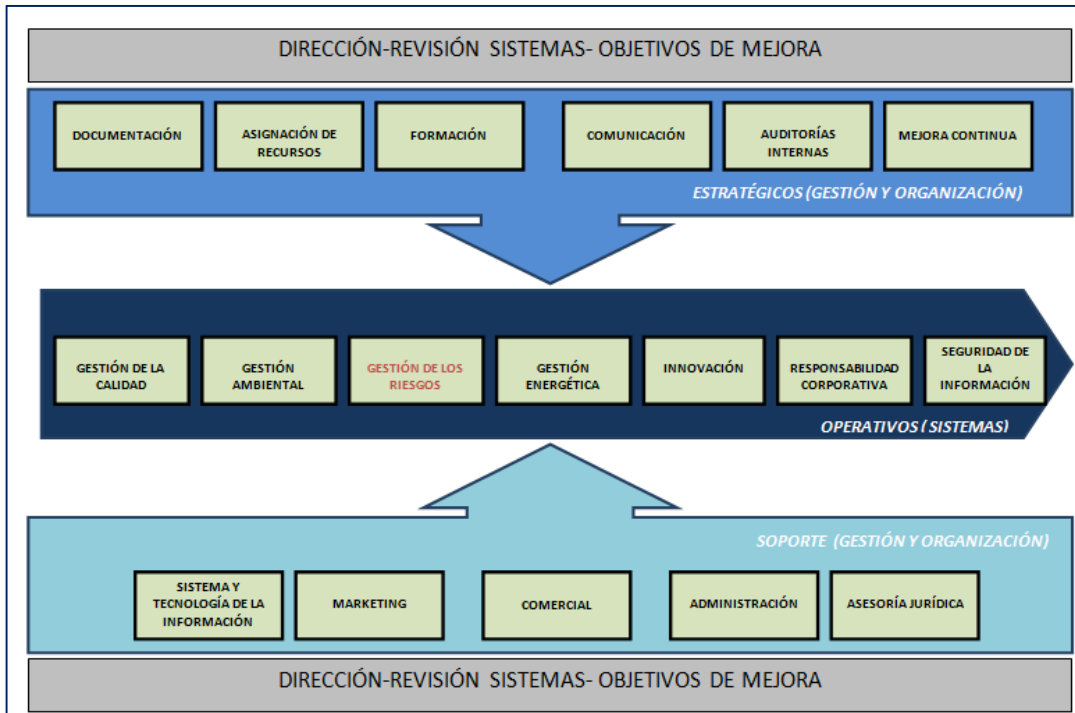 DIRECCIÓN-REVISIÓN SISTEMAS- OBJETIVOS DE MEJORA
DOCUMENTACIÓN
ASIGNACIÓN DE
RECURSOS
FORMACIÓN
COMUNICACIÓN
AUDITORÍAS
INTERNAS
MEJORA CONTINUA
ESTRATÉGICOS (GESTIÓN Y ORGANIZACIÓN)
GESTIÓN DE LA
CALIDAD
GESTIÓN
AMBIENTAL
GESTIÓN DE LOS
RIESGOS
GESTIÓN
ENERGÉTICA
INNOVACIÓN
RESPONSABILIDAD
CORPORATIVA
SEGURIDAD DE
LA
INFORMACIÓN
OPERATIVOS ( SISTEMAS)
SOPORTE (GESTIÓN Y ORGANIZACIÓN)
SISTEMA Y
TECNOLOGÍA DE LA
INFORMACIÓN
MARKETING
COMERCIAL
ADMINISTRACIÓN
ASESORÍA JURÍDICA
DIRECCIÓN-REVISIÓN SISTEMAS- OBJETIVOS DE MEJORA